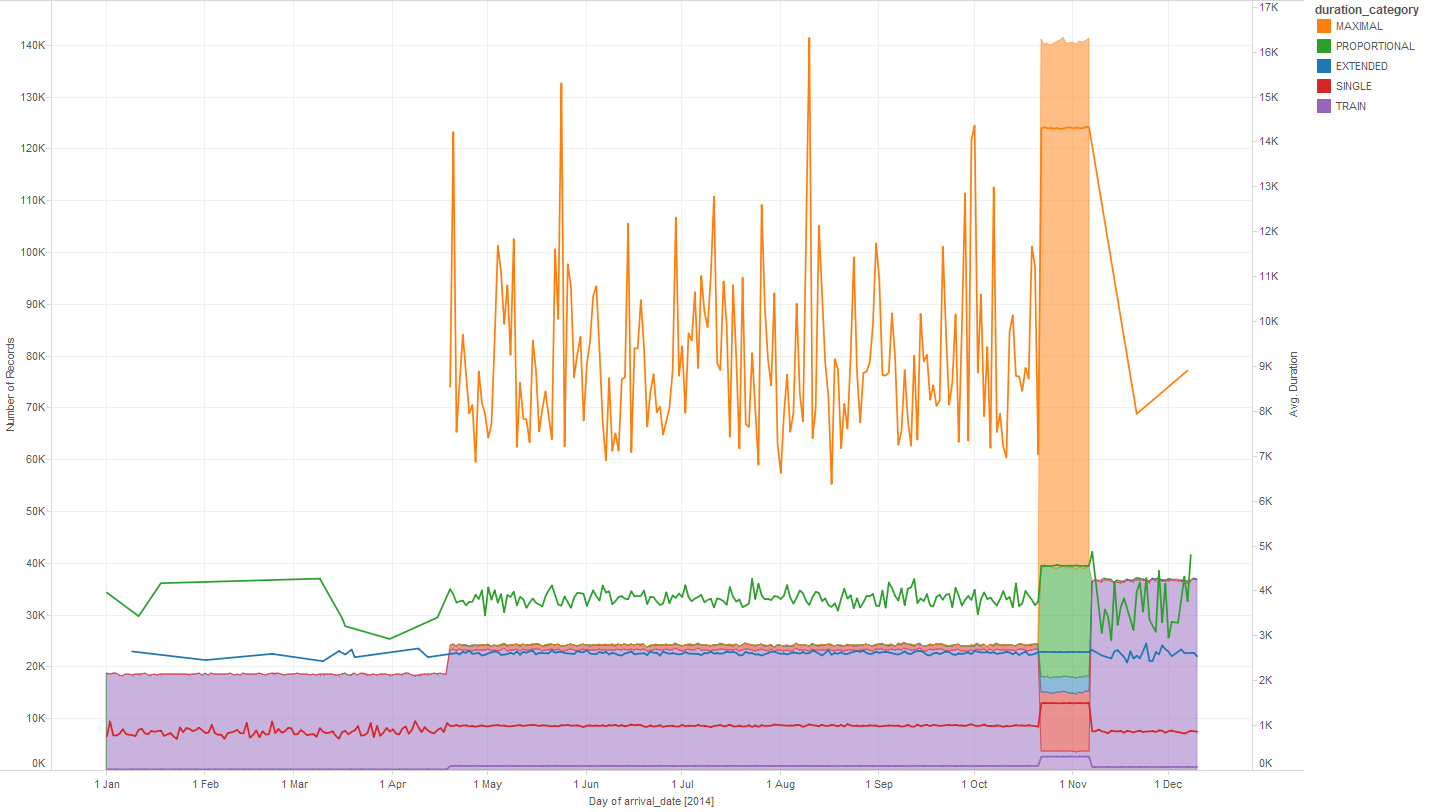 duration_category
MAXIMAL
PROPORTIONAL
EXTENDED
SINGLE
TRAIN
Number of Records
140K
130K
120K
110K
100K
90K
80K
70K
60K
50K
40K
30K
20K
10K
0K
17K
16K
15K
14K
13K
12K
11K
10K
9K
8K
7K
6K
5K
4K
3K
2K
1K
0K
Avg. Duration
1 Jan 1 Feb 1 Mar 1 Apr 1 May 1 Jun 1 Jul 1 Aug 1 Sep 1 Oct 1 Nov 1 Dec
Day of arrival_date [2014]